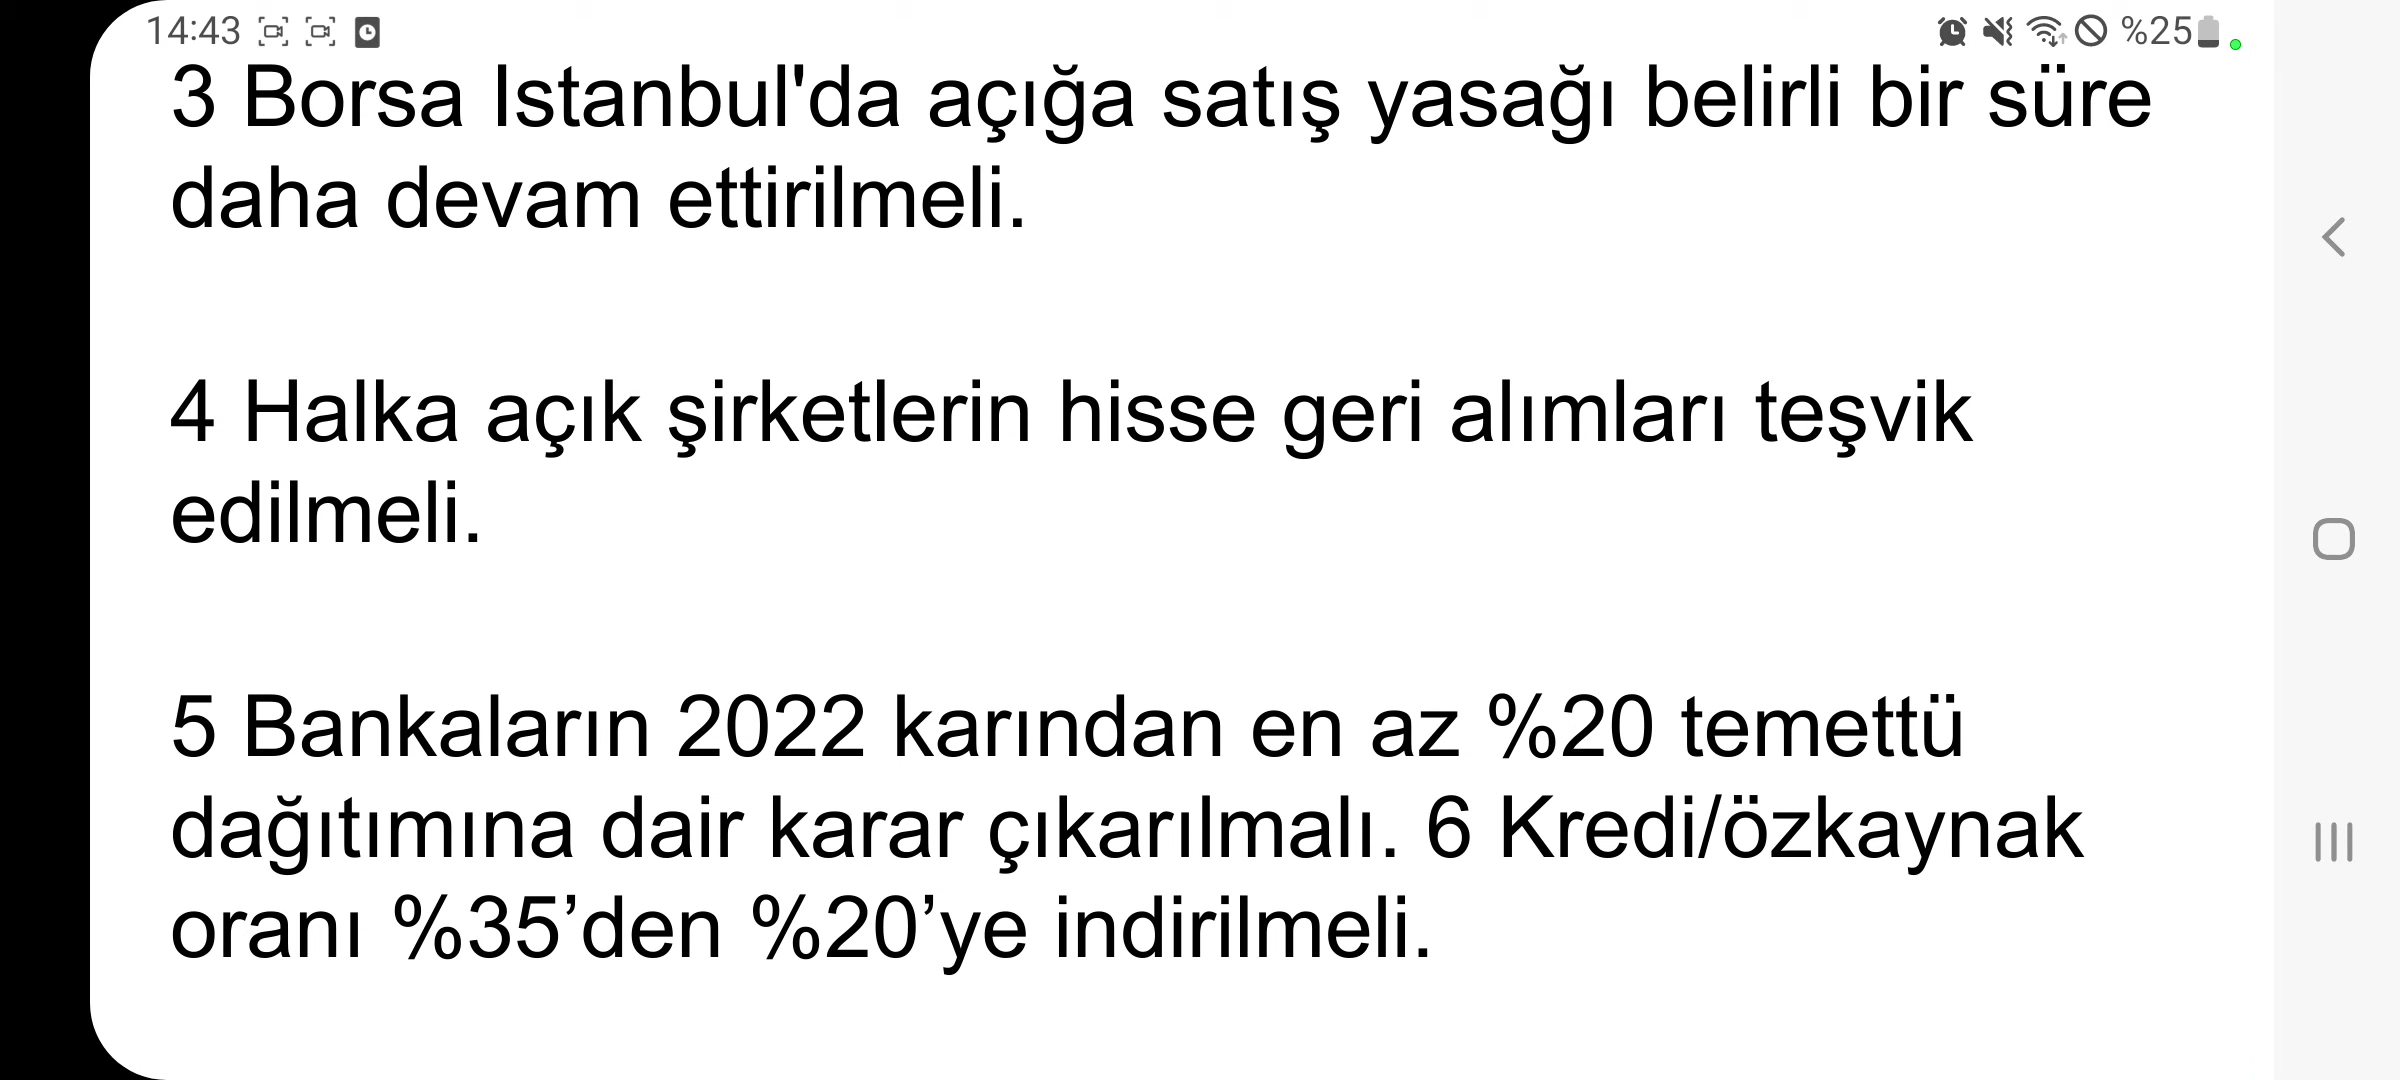 14:43 %25
3 Borsa Istanbul'da açığa satış yasağı belirli bir süre
daha devam ettirilmeli.
4 Halka açık şirketlerin hisse geri alımları teşvik
edilmeli.
5 Bankaların 2022 karından en az %20 temettü
dağıtımına dair karar çıkarılmalı. 6 Kredi/özkaynak
oranı %35’den %20’ye indirilmeli.